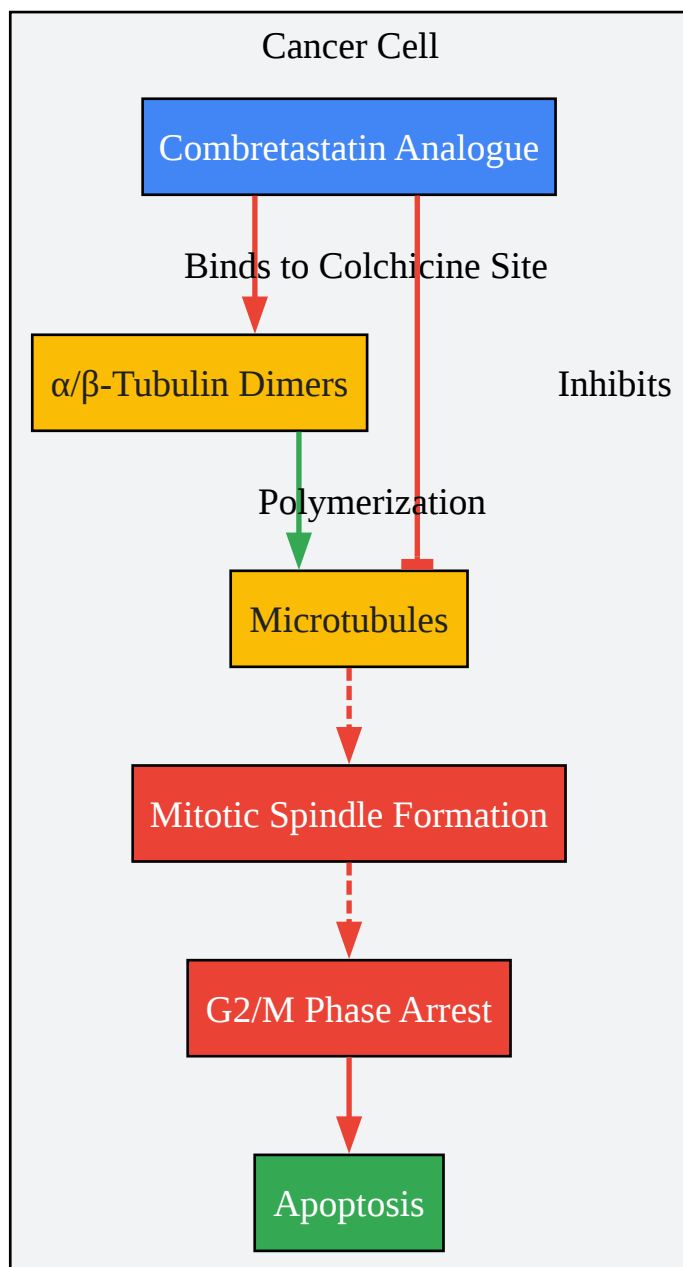 Cancer Cell
Combretastatin Analogue
Binds to Colchicine Site
α/β-Tubulin Dimers
Inhibits
Polymerization
Microtubules
Mitotic Spindle Formation
G2/M Phase Arrest
Apoptosis